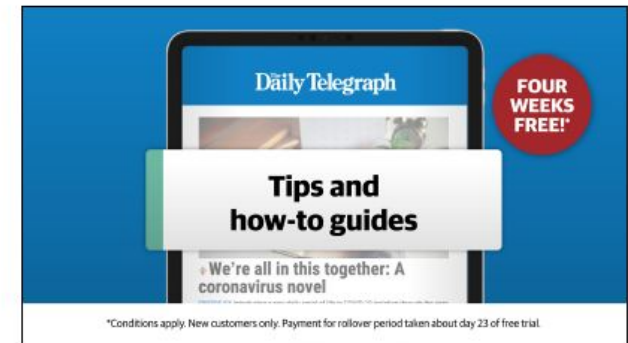 The Daily Telegraph
FOUR
WEEKS
FREE!*
Tips and
how-to guides
+We're all in this together: A
coronavirus novel
*Conditions apply. New customers only. Payment for rollover period taken about day 23 of free trial.